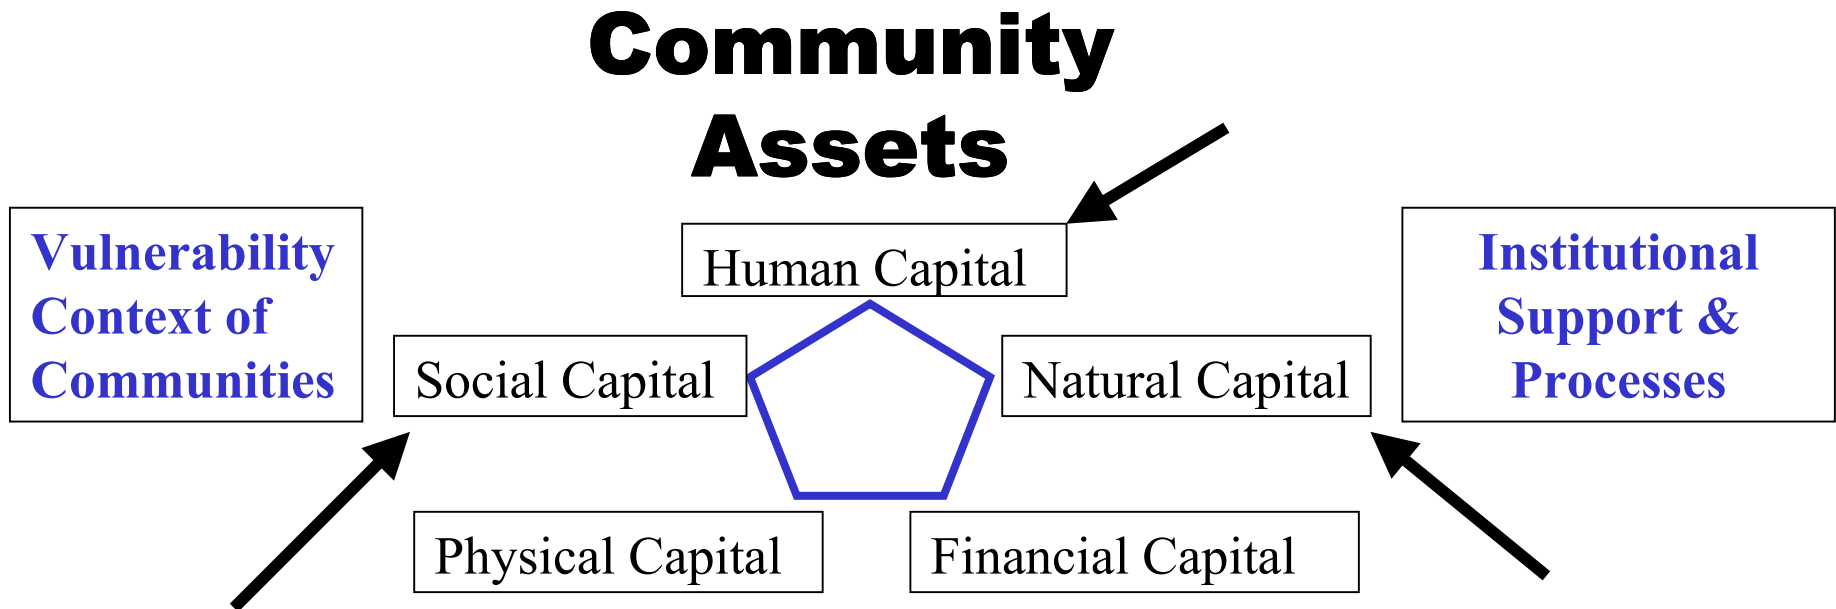 Community
Assets
Human Capital
Vulnerability
Context of
Communities
Social Capital
Natural Capital
Institutional
Support &
Processes
Physical Capital
Financial Capital